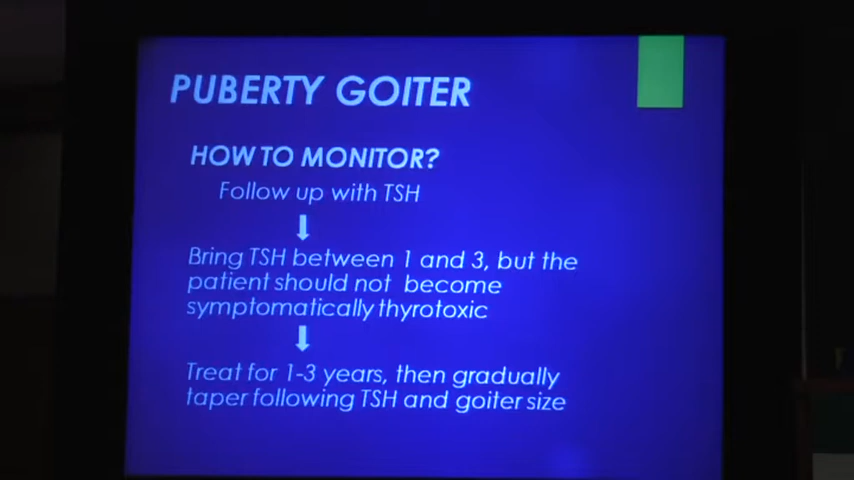 PUBERTY GOITER
HOW TO MONITOR?
Follow up with TSH
Bring TSH between 1 and 3, but the
patient should not become
symptomatically thyrotoxic
Treat for 1-3 years, then gradually
taper following TSH and goiter size